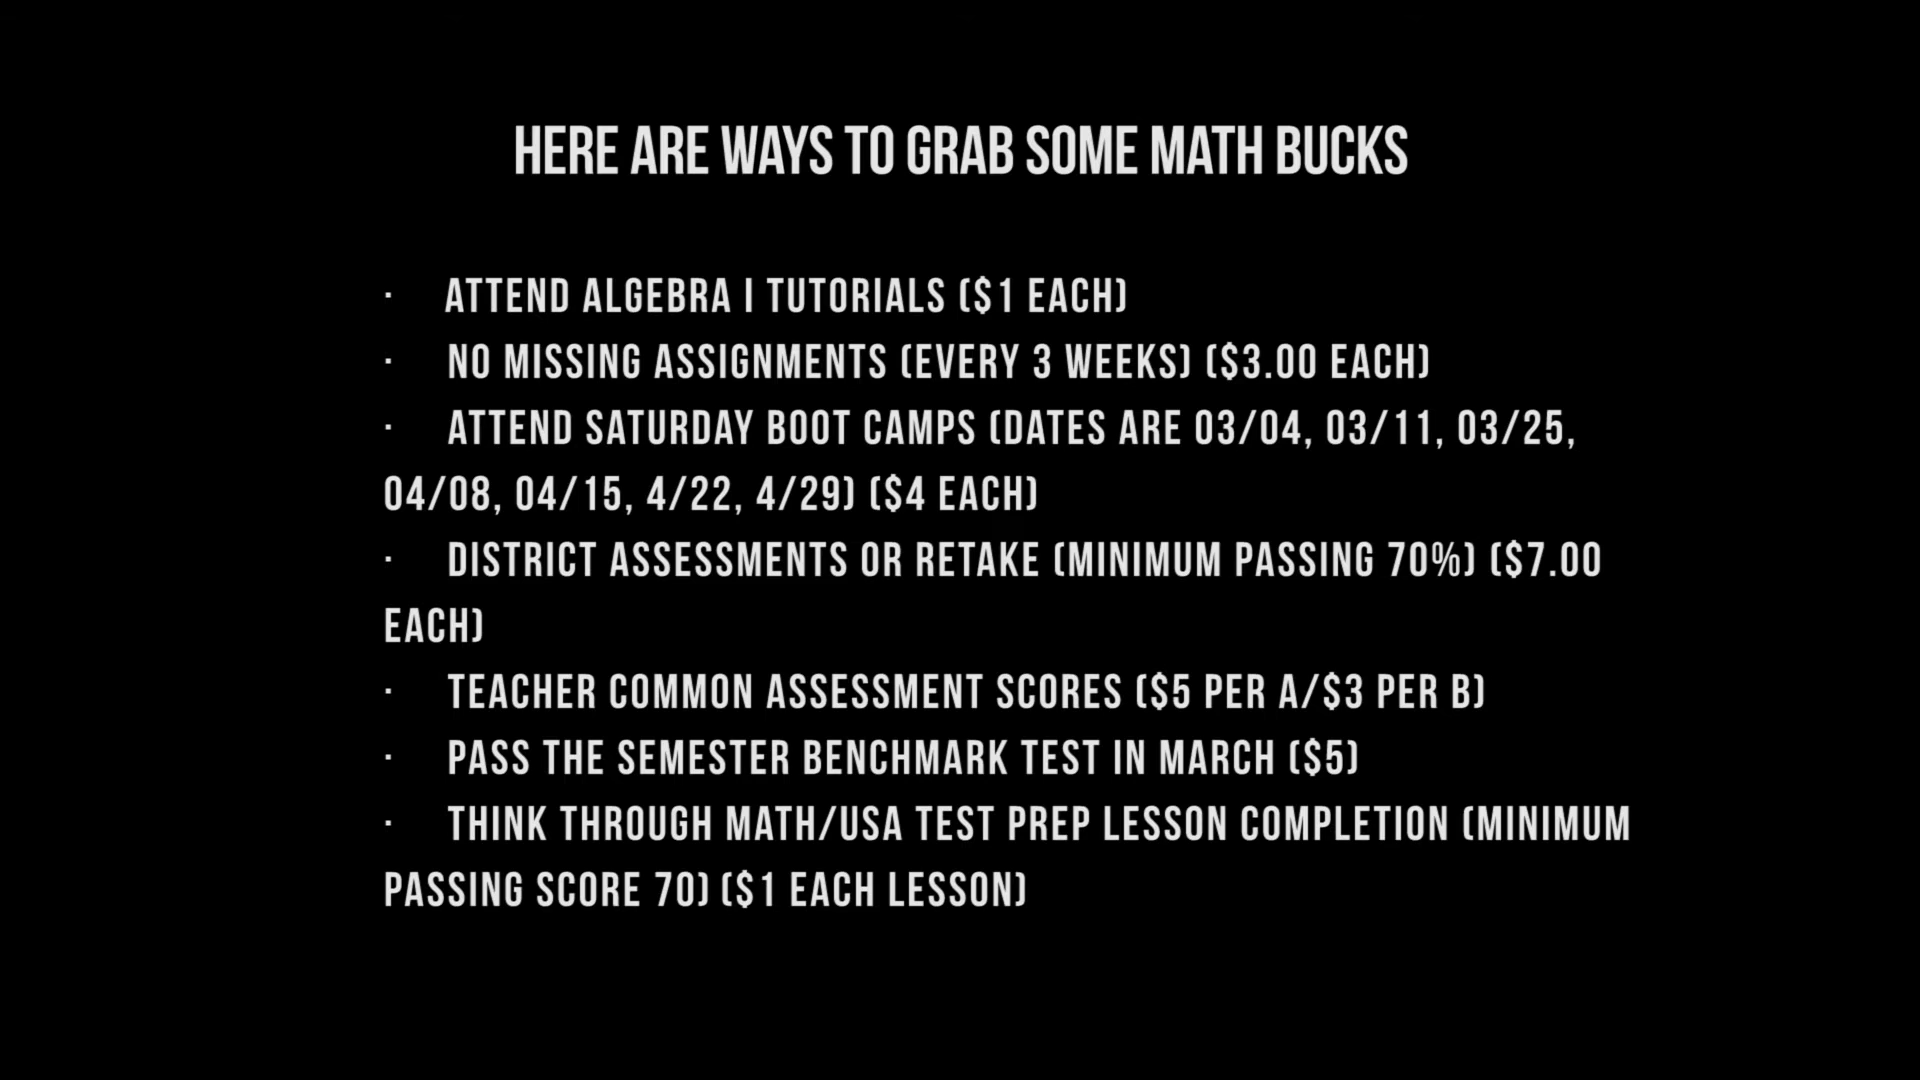 HERE ARE WAYS TO GRAB SOME MATH BUCKS
· ATTEND ALGEBRA I TUTORIALS ($1 EACH)
· NO MISSING ASSIGNMENTS (EVERY 3 WEEKS) ($3.00 EACH)
· ATTEND SATURDAY BOOT CAMPS (DATES ARE 03/04, 03/11, 03/25,
04/08, 04/15, 4/22, 4/29) ($4 EACH)
· DISTRICT ASSESSMENTS OR RETAKE (MINIMUM PASSING 70%) ($7.00
EACH)
· TEACHER COMMON ASSESSMENT SCORES ($5 PER A/$3 PER B)
· PASS THE SEMESTER BENCHMARK TEST IN MARCH ($5)
· THINK THROUGH MATH/USA TEST PREP LESSON COMPLETION (MINIMUM
PASSING SCORE 70) ($1 EACH LESSON)